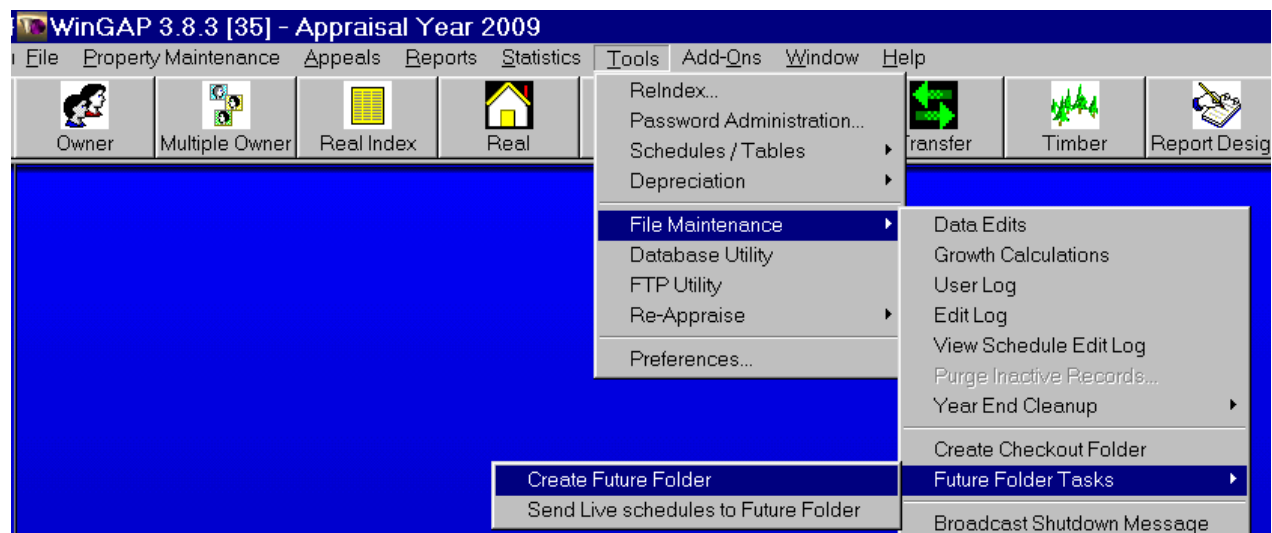 WinGAP 3.8.3 [35] - Appraisal Year 2009
File Property Maintenance Appeals Reports Statistics Tools Add-Ons Window Help
Owner Multiple Owner Real Index Real Timber Report Desig
ReIndex...
Password Administration...
Schedules / Tables
Depreciation
File Maintenance
Database Utility
FTP Utility
Re-Appraise
Preferences...
Data Edits
Growth Calculations
User Log
Edit Log
View Schedule Edit Log
Purge Inactive Records...
Year End Cleanup
Create Checkout Folder
Future Folder Tasks
Broadcast Shutdown Message
Create Future Folder
Send Live schedules to Future Folder